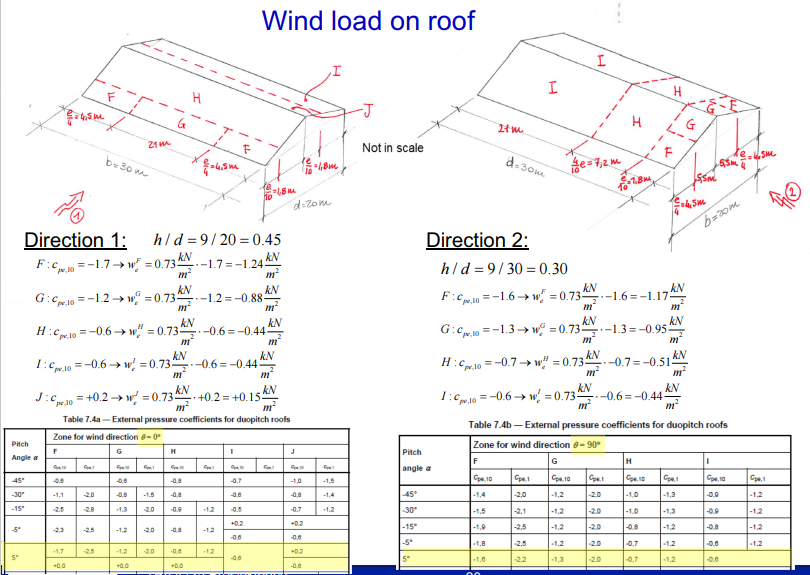 Wind load on roof
I
J
F
H
G
F
e/4 = 4,5m
21m
e/4 = 4,5m
b = 30m
e/10 = 1,8m
e/10 = 1,8m
d = 20m
1
Not in scale
I
I
H
H
G
F
G
F
21m
d = 30m
4/10 e = 7,2m
e/10 = 1,8m
5,5m
5,5m
e/4 = 4,5m
e/4 = 4,5m
b = 20m
2
Direction 1: h / d = 9 / 20 = 0.45
F : cpe,10 = −1.7 → weF = 0.73 kN/m² · −1.7 = −1.24 kN/m²
G : cpe,10 = −1.2 → weG = 0.73 kN/m² · −1.2 = −0.88 kN/m²
H : cpe,10 = −0.6 → weH = 0.73 kN/m² · −0.6 = −0.44 kN/m²
I : cpe,10 = −0.6 → weI = 0.73 kN/m² · −0.6 = −0.44 kN/m²
J : cpe,10 = +0.2 → weJ = 0.73 kN/m² · +0.2 = +0.15 kN/m²
Direction 2:
h / d = 9 / 30 = 0.30
F : cpe,10 = −1.6 → weF = 0.73 kN/m² · −1.6 = −1.17 kN/m²
G : cpe,10 = −1.3 → weG = 0.73 kN/m² · −1.3 = −0.95 kN/m²
H : cpe,10 = −0.7 → weH = 0.73 kN/m² · −0.7 = −0.51 kN/m²
I : cpe,10 = −0.6 → weI = 0.73 kN/m² · −0.6 = −0.44 kN/m²
Table 7.4a — External pressure coefficients for duopitch roofs
Pitch Angle α Zone for wind direction θ = 0°
F G H I J
cpe,10 cpe,1 cpe,10 cpe,1 cpe,10 cpe,1 cpe,10 cpe,1 cpe,10 cpe,1
-45° -0,6 -0,6 -0,8 -0,7 -1,0 -1,5
-30° -1,1 -2,0 -0,8 -1,5 -0,8 -0,6 -0,8 -1,4
-15° -2,5 -2,8 -1,3 -2,0 -0,9 -1,2 -0,5 -0,7 -1,2
+0,2 +0,2
-5° -2,3 -2,5 -1,2 -2,0 -0,8 -1,2
-0,6 -0,6
-1,7 -2,5 -1,2 -2,0 -0,6 -1,2 +0,2
5° -0,6
+0,0 +0,0 +0,0 -0,6
Table 7.4b — External pressure coefficients for duopitch roofs
Pitch angle α Zone for wind direction θ = 90°
F G H I
cpe,10 cpe,1 cpe,10 cpe,1 cpe,10 cpe,1 cpe,10 cpe,1
-45° -1,4 -2,0 -1,2 -2,0 -1,0 -1,3 -0,9 -1,2
-30° -1,5 -2,1 -1,2 -2,0 -1,0 -1,3 -0,9 -1,2
-15° -1,9 -2,5 -1,2 -2,0 -0,8 -1,2 -0,8 -1,2
-5° -1,8 -2,5 -1,2 -2,0 -0,7 -1,2 -0,6 -1,2
5° -1,6 -2,2 -1,3 -2,0 -0,7 -1,2 -0,6